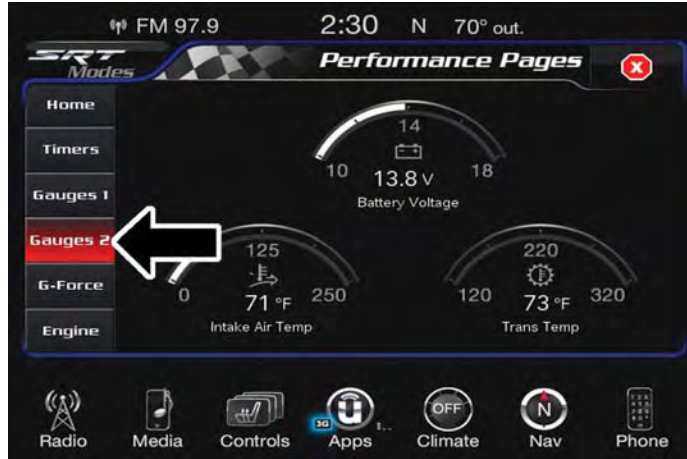 FM 97.9 2:30 N 70° out.
SRT Modes Performance Pages X
Home
Timers
Gauges 1
Gauges 2
G-Force
Engine
14
10 18
13.8 V
Battery Voltage
125
0 250
71 °F
Intake Air Temp
220
120 320
73 °F
Trans Temp
3G
OFF
N
Radio Media Controls Apps Climate Nav Phone